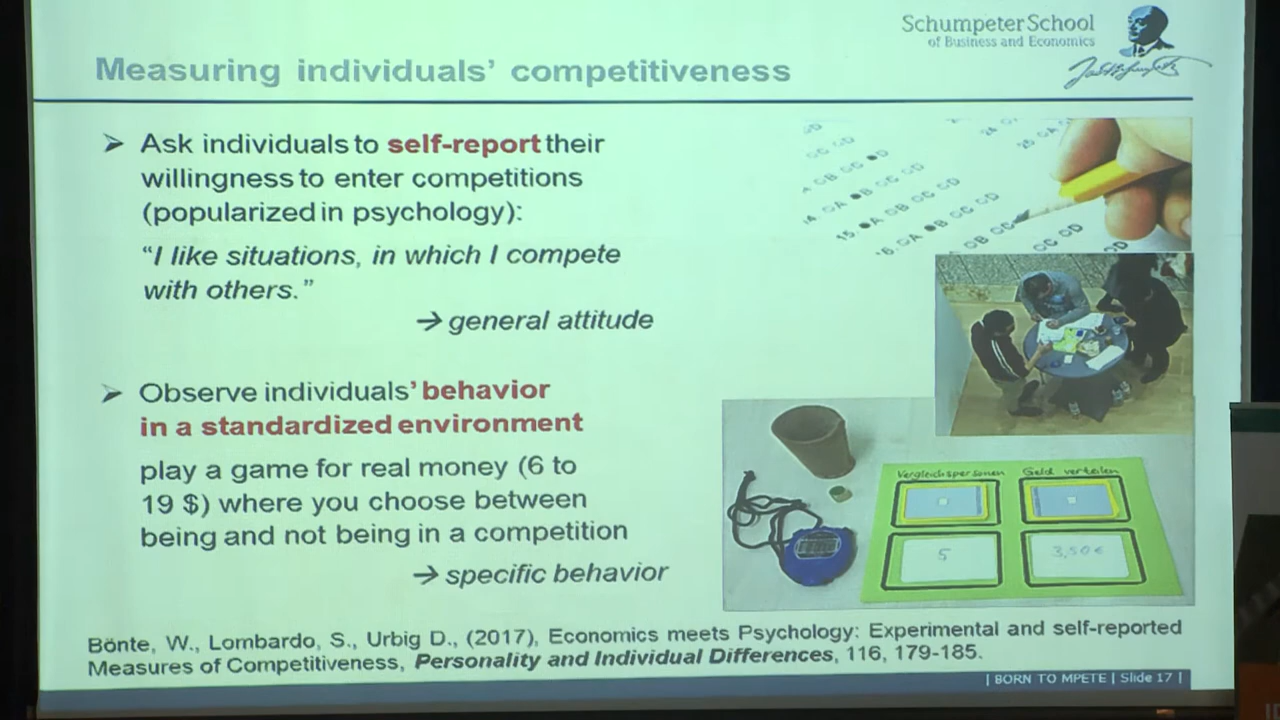 Schumpeter School
of Business and Economics
Measuring individuals' competitiveness
Ask individuals to self-report their
willingness to enter competitions
(popularized in psychology):
"I like situations, in which I compete
with others."
→ general attitude
Observe individuals' behavior
in a standardized environment
play a game for real money (6 to
19 $) where you choose between
being and not being in a competition
→ specific behavior
Vergleichspersonen Geld verteilen
5 3,50 €
Bönte, W., Lombardo, S., Urbig D., (2017), Economics meets Psychology: Experimental and self-reported
Measures of Competitiveness, Personality and Individual Differences, 116, 179-185.
| BORN TO MPETE | Slide 17 |